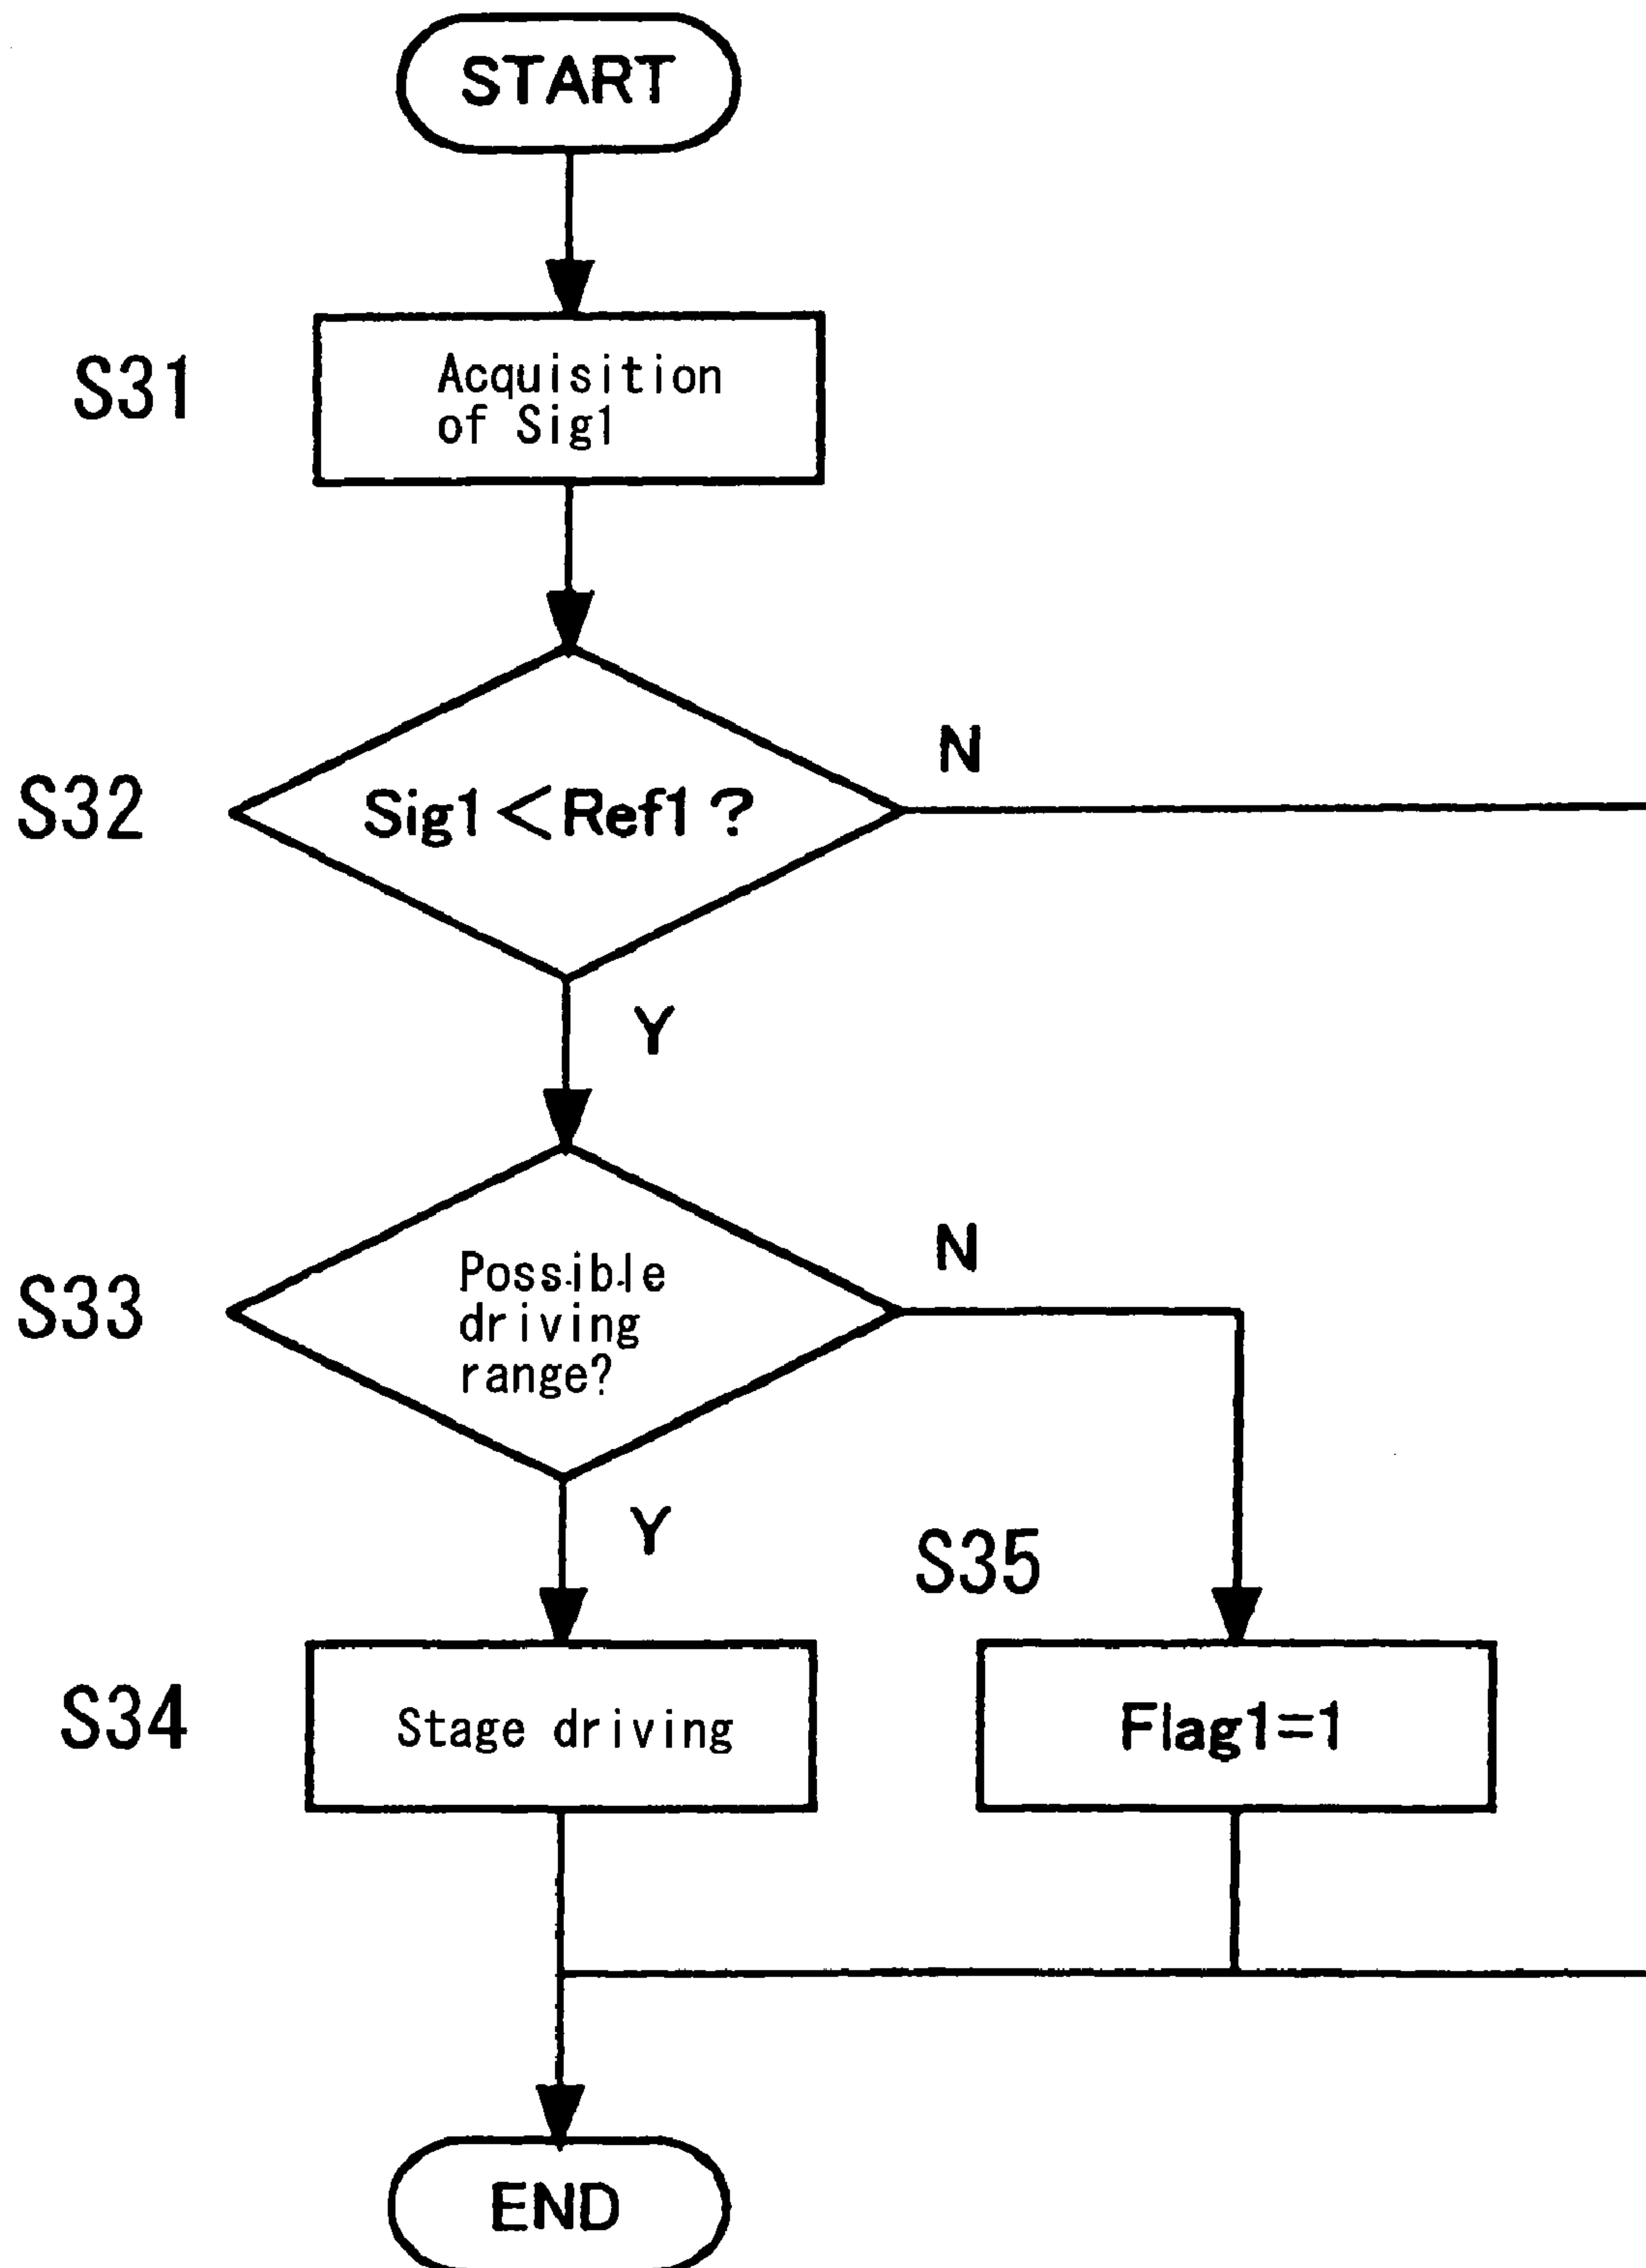 START
S31
Acquisition
of Sig1
S32
Sig1<Ref1?
N
Y
S33
Possible
driving
range?
N
Y
S35
S34
Stage driving
Flag1=1
END